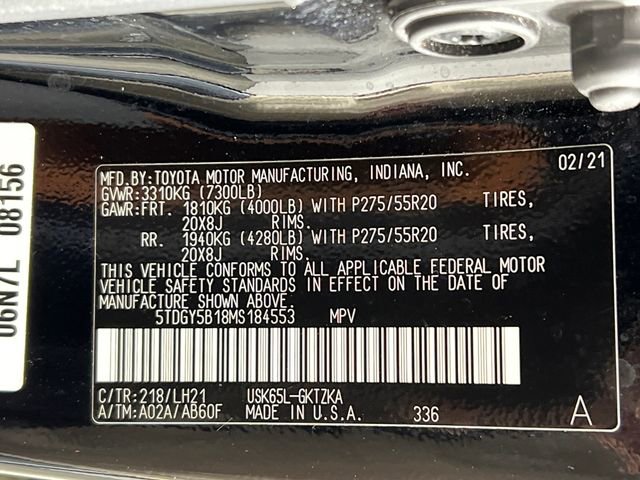 06N7L 08156
MFD.BY:TOYOTA MOTOR MANUFACTURING, INDIANA, INC. 02/21
GVWR:3310KG (7300LB)
GAWR:FRT. 1810KG (4000LB) WITH P275/55R20 TIRES,
20X8J RIMS.
RR. 1940KG (4280LB) WITH P275/55R20 TIRES,
20X8J RIMS.
THIS VEHICLE CONFORMS TO ALL APPLICABLE FEDERAL MOTOR
VEHICLE SAFETY STANDARDS IN EFFECT ON THE DATE OF
MANUFACTURE SHOWN ABOVE.
5TDGY5B18MS184553 MPV
C/TR:218/LH21 USK65L-GKTZKA
A/TM:A02A/AB60F MADE IN U.S.A. 336 A